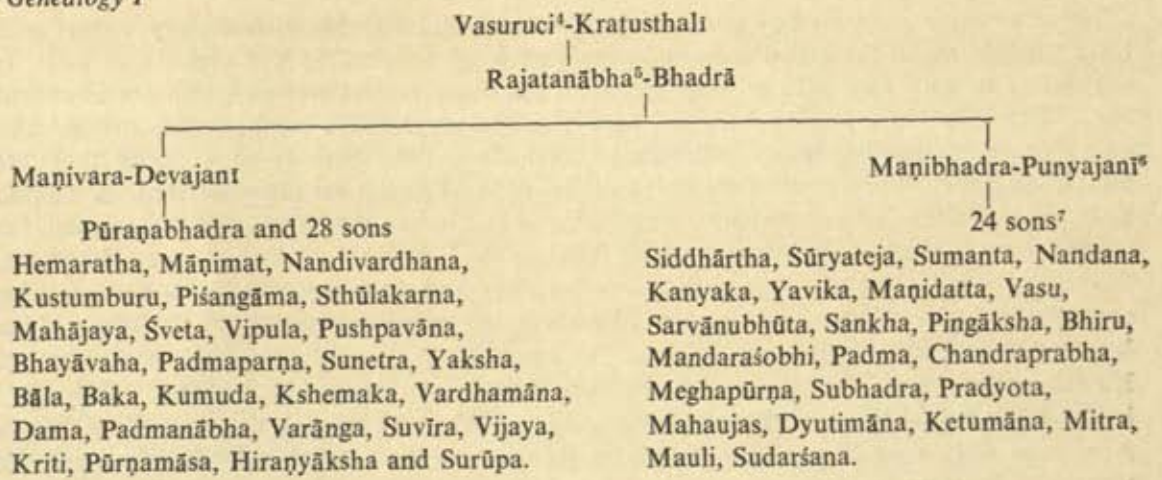 Genealogy 1
Vasuruci⁴-Kratusthalī
Rajatanābha⁵-Bhadrā
Maṇivara-Devajanī
Pūraṇabhadra and 28 sons
Hemaratha, Māṇimat, Nandivardhana,
Kustumburu, Piśangāma, Sthūlakarna,
Mahājaya, Śveta, Vipula, Pushpavāna,
Bhayāvaha, Padmaparṇa, Sunetra, Yaksha,
Bāla, Baka, Kumuda, Kshemaka, Vardhamāna,
Dama, Padmanābha, Varānga, Suvīra, Vijaya,
Kriti, Pūrṇamāsa, Hiraṇyāksha and Surūpa.
Maṇibhadra-Punyajanī⁶
24 sons⁷
Siddhārtha, Sūryateja, Sumanta, Nandana,
Kanyaka, Yavika, Maṇidatta, Vasu,
Sarvānubhūta, Sankha, Pingāksha, Bhiru,
Mandaraśobhi, Padma, Chandraprabha,
Meghapūrṇa, Subhadra, Pradyota,
Mahaujas, Dyutimāna, Ketumāna, Mitra,
Mauli, Sudarśana.